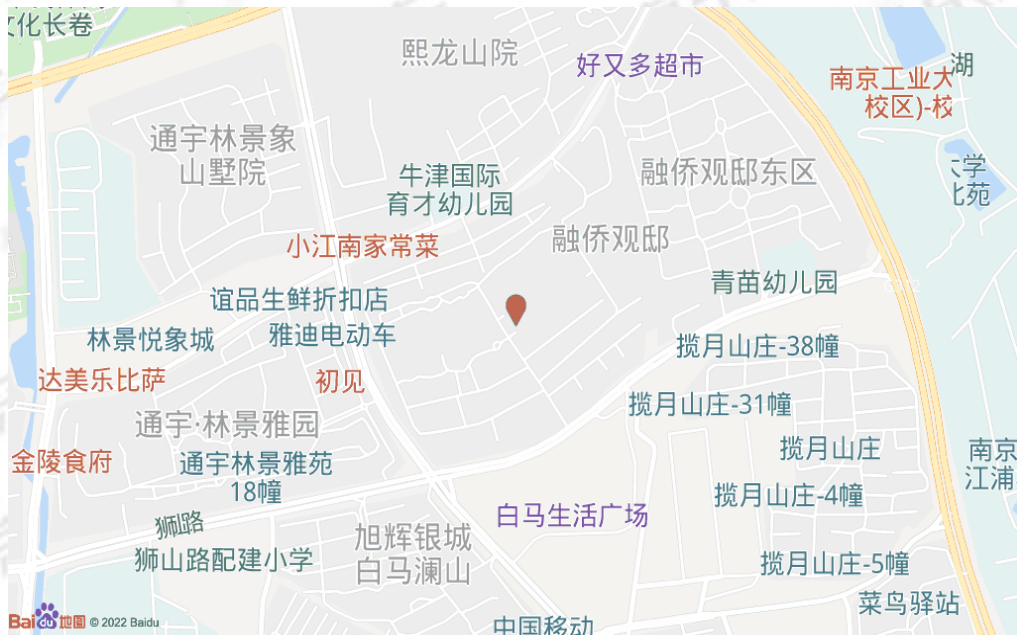 文化长卷
熙龙山院
好又多超市
湖
南京工业大
校区)-校
通宇林景象
山墅院
牛津国际
育才幼儿园
融侨观邸东区
大学
北苑
小江南家常菜
融侨观邸
谊品生鲜折扣店
青苗幼儿园
林景悦象城
雅迪电动车
揽月山庄-38幢
达美乐比萨
初见
揽月山庄-31幢
通宇·林景雅园
揽月山庄
金陵食府
通宇林景雅苑
18幢
南京
江浦
揽月山庄-4幢
狮
路
白马生活广场
旭辉银城
白马澜山
狮山路配建小学
揽月山庄-5幢
菜鸟驿站
中国移动
Bai du 地图 © 2022 Baidu